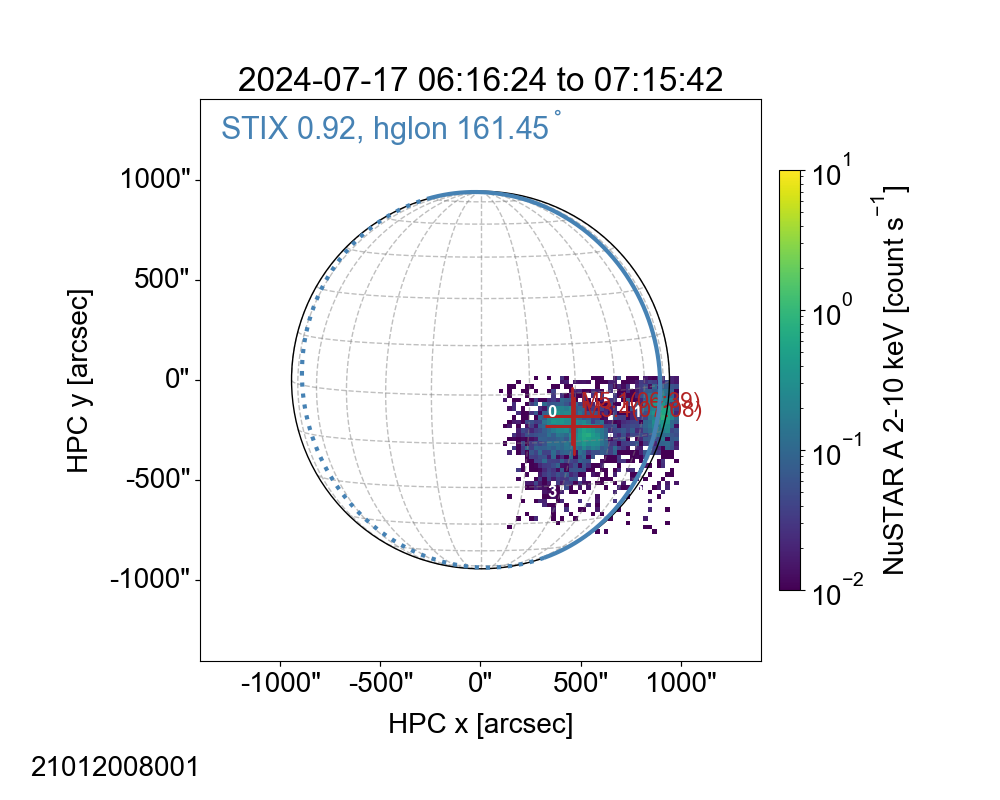 2024-07-17 06:16:24 to 07:15:42
STIX 0.92, hglon 161.45°
1000"
500"
0"
-500"
-1000"
HPC y [arcsec]
0
1
3
-1000" -500" 0" 500" 1000"
HPC x [arcsec]
10¹
10⁰
10⁻¹
10⁻²
NuSTAR A 2-10 keV [count s⁻¹]
21012008001